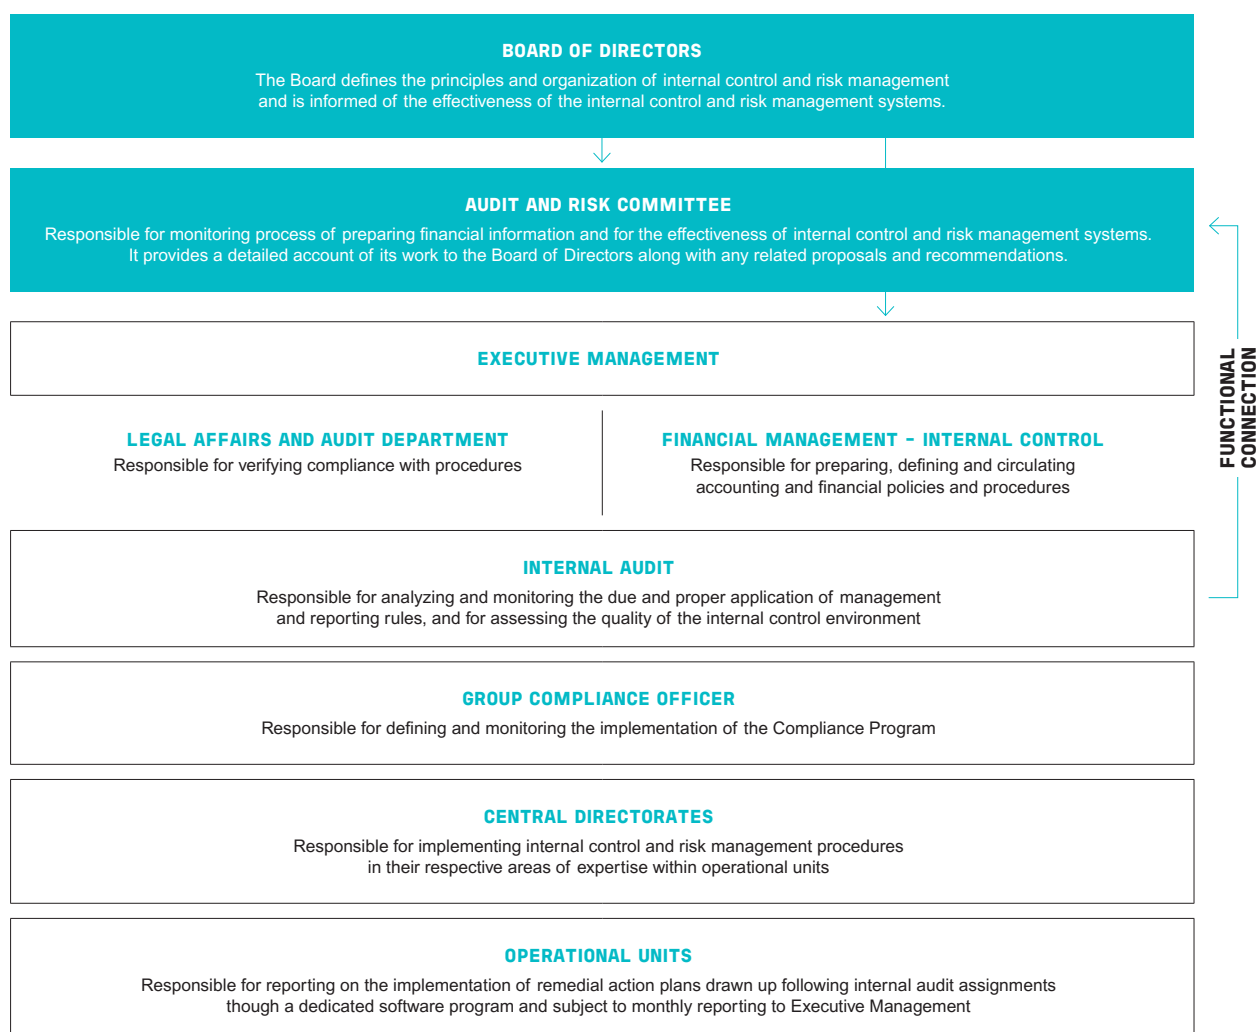 BOARD OF DIRECTORS
The Board defines the principles and organization of internal control and risk management
and is informed of the effectiveness of the internal control and risk management systems.
AUDIT AND RISK COMMITTEE
Responsible for monitoring process of preparing financial information and for the effectiveness of internal control and risk management systems.
It provides a detailed account of its work to the Board of Directors along with any related proposals and recommendations.
EXECUTIVE MANAGEMENT
LEGAL AFFAIRS AND AUDIT DEPARTMENT
Responsible for verifying compliance with procedures
FINANCIAL MANAGEMENT - INTERNAL CONTROL
Responsible for preparing, defining and circulating
accounting and financial policies and procedures
FUNCTIONAL
CONNECTION
INTERNAL AUDIT
Responsible for analyzing and monitoring the due and proper application of management
and reporting rules, and for assessing the quality of the internal control environment
GROUP COMPLIANCE OFFICER
Responsible for defining and monitoring the implementation of the Compliance Program
CENTRAL DIRECTORATES
Responsible for implementing internal control and risk management procedures
in their respective areas of expertise within operational units
OPERATIONAL UNITS
Responsible for reporting on the implementation of remedial action plans drawn up following internal audit assignments
though a dedicated software program and subject to monthly reporting to Executive Management